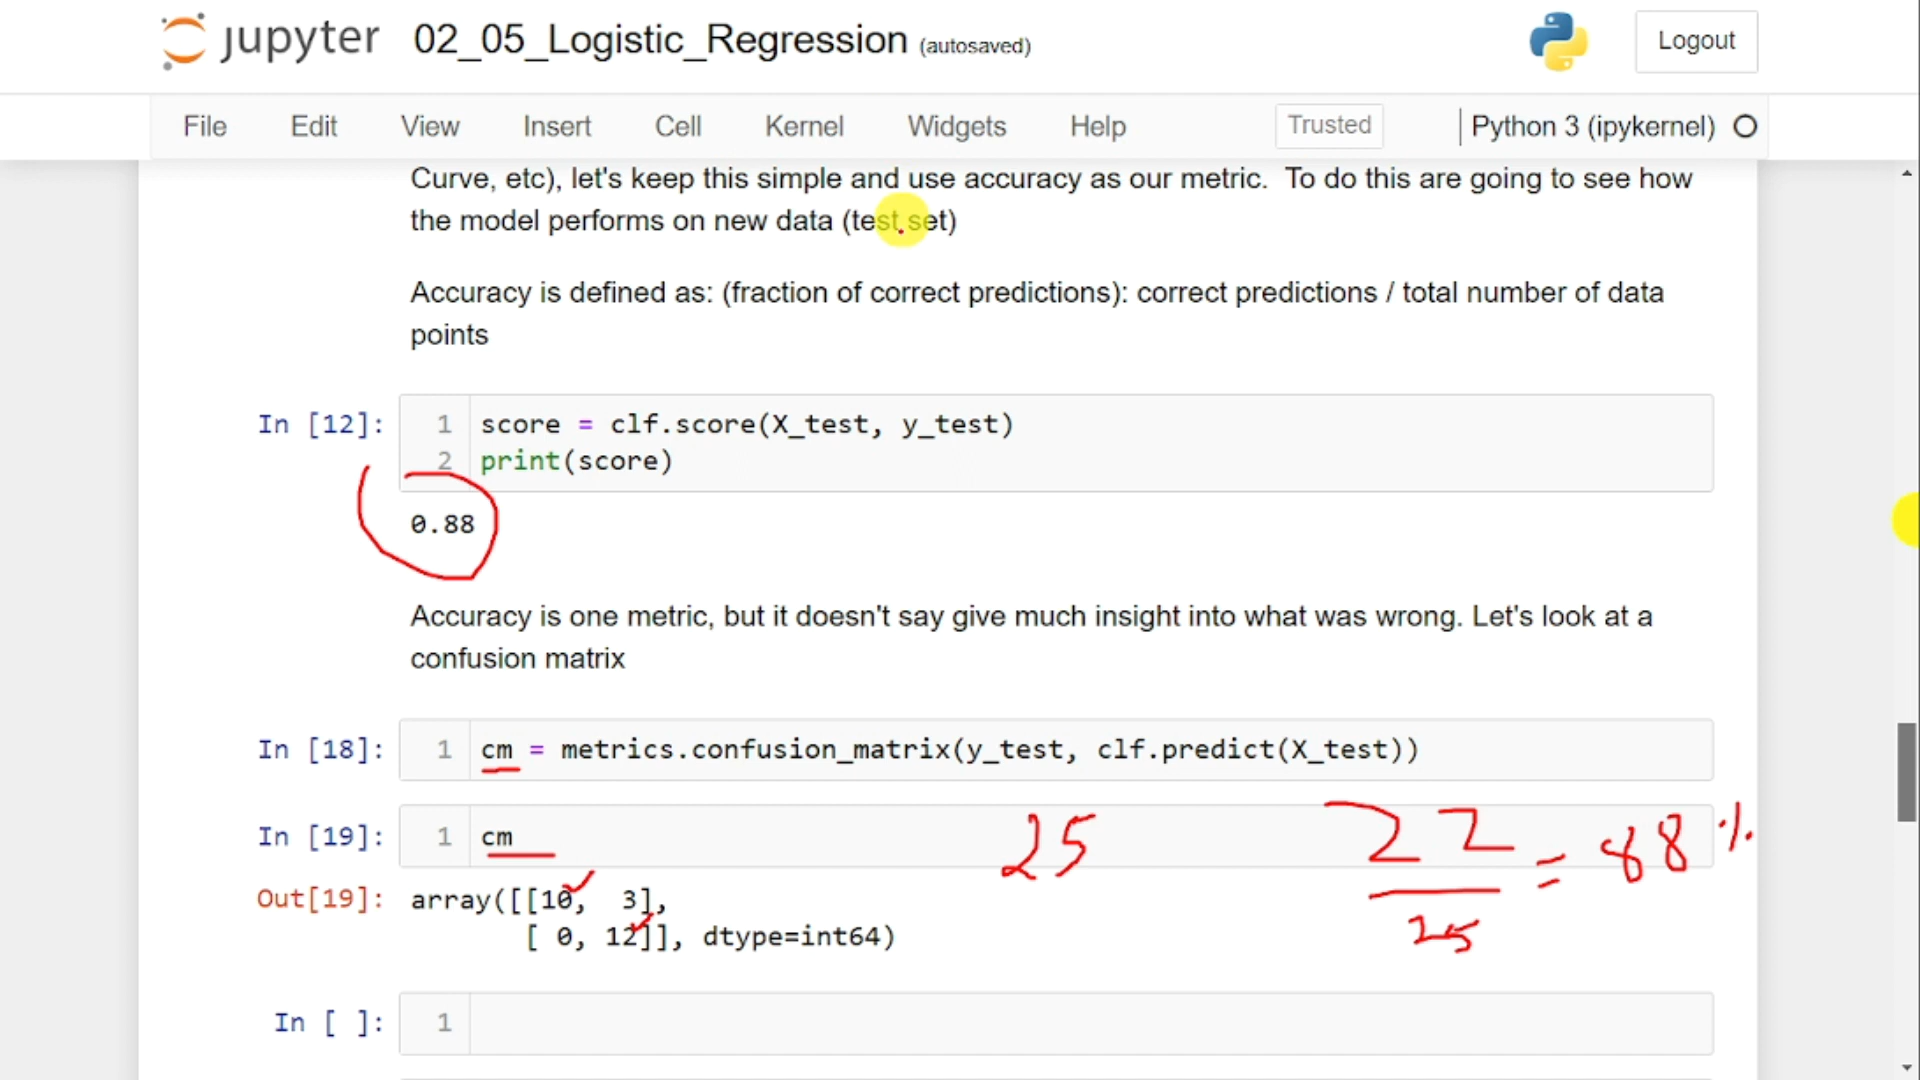 jupyter 02_05_Logistic_Regression (autosaved) Logout
File Edit View Insert Cell Kernel Widgets Help Trusted Python 3 (ipykernel)
Curve, etc), let's keep this simple and use accuracy as our metric. To do this are going to see how
the model performs on new data (test set)
Accuracy is defined as: (fraction of correct predictions): correct predictions / total number of data
points
In [12]: 1 score = clf.score(X_test, y_test)
2 print(score)
0.88
Accuracy is one metric, but it doesn't say give much insight into what was wrong. Let's look at a
confusion matrix
In [18]: 1 cm = metrics.confusion_matrix(y_test, clf.predict(X_test))
In [19]: 1 cm
25 22 = 88 %
25
Out[19]: array([[10, 3],
[ 0, 12]], dtype=int64)
In [ ]: 1